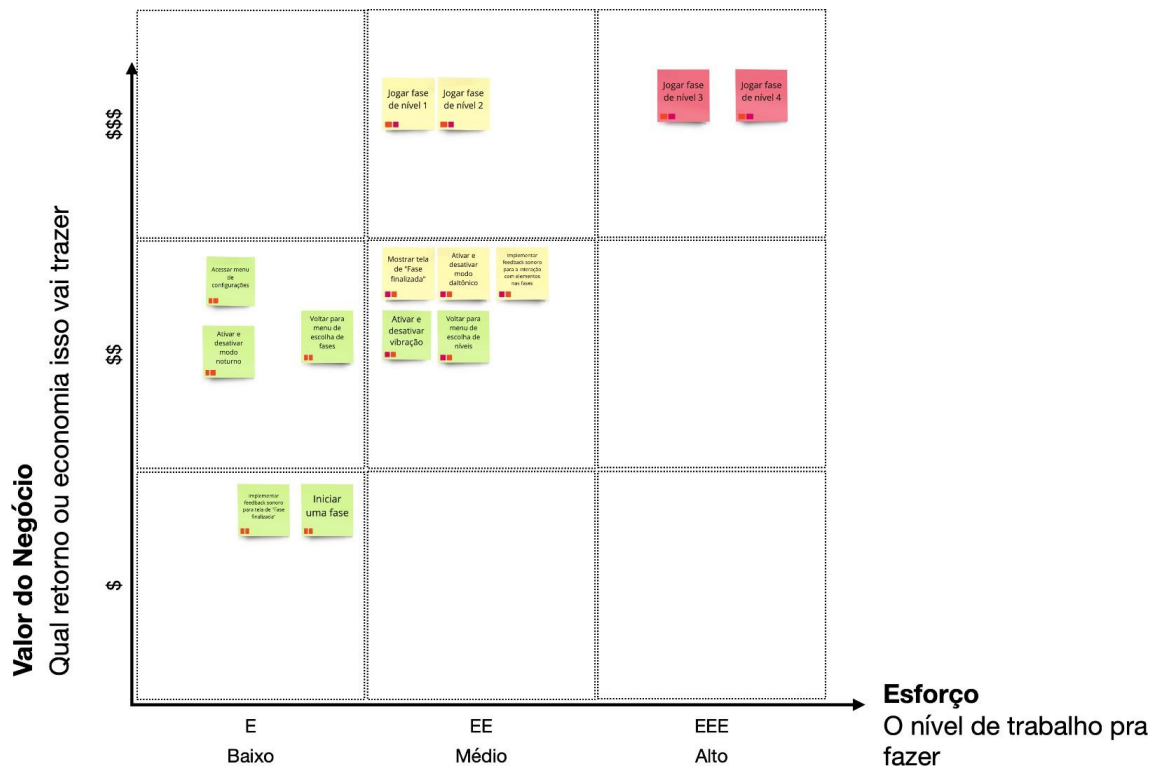 Jogar fase
de nível 1
Jogar fase
de nível 2
Jogar fase
de nível 3
Jogar fase
de nível 4
$$$
Acessar menu
de
configurações
Ativar e
desativar
modo
noturno
Voltar para
menu de
escolha de
fases
Mostrar tela
de "Fase
finalizada"
Ativar e
desativar
modo
daltônico
Implementar
feedback sonoro
para a interação
com elementos
nas fases
Ativar e
desativar
vibração
Voltar para
menu de
escolha de
níveis
$$
Implementar
feedback sonoro
para tela de "Fase
finalizada"
Iniciar
uma fase
$
Valor do Negócio
Qual retorno ou economia isso vai trazer
E
Baixo
EE
Médio
EEE
Alto
Esforço
O nível de trabalho pra
fazer